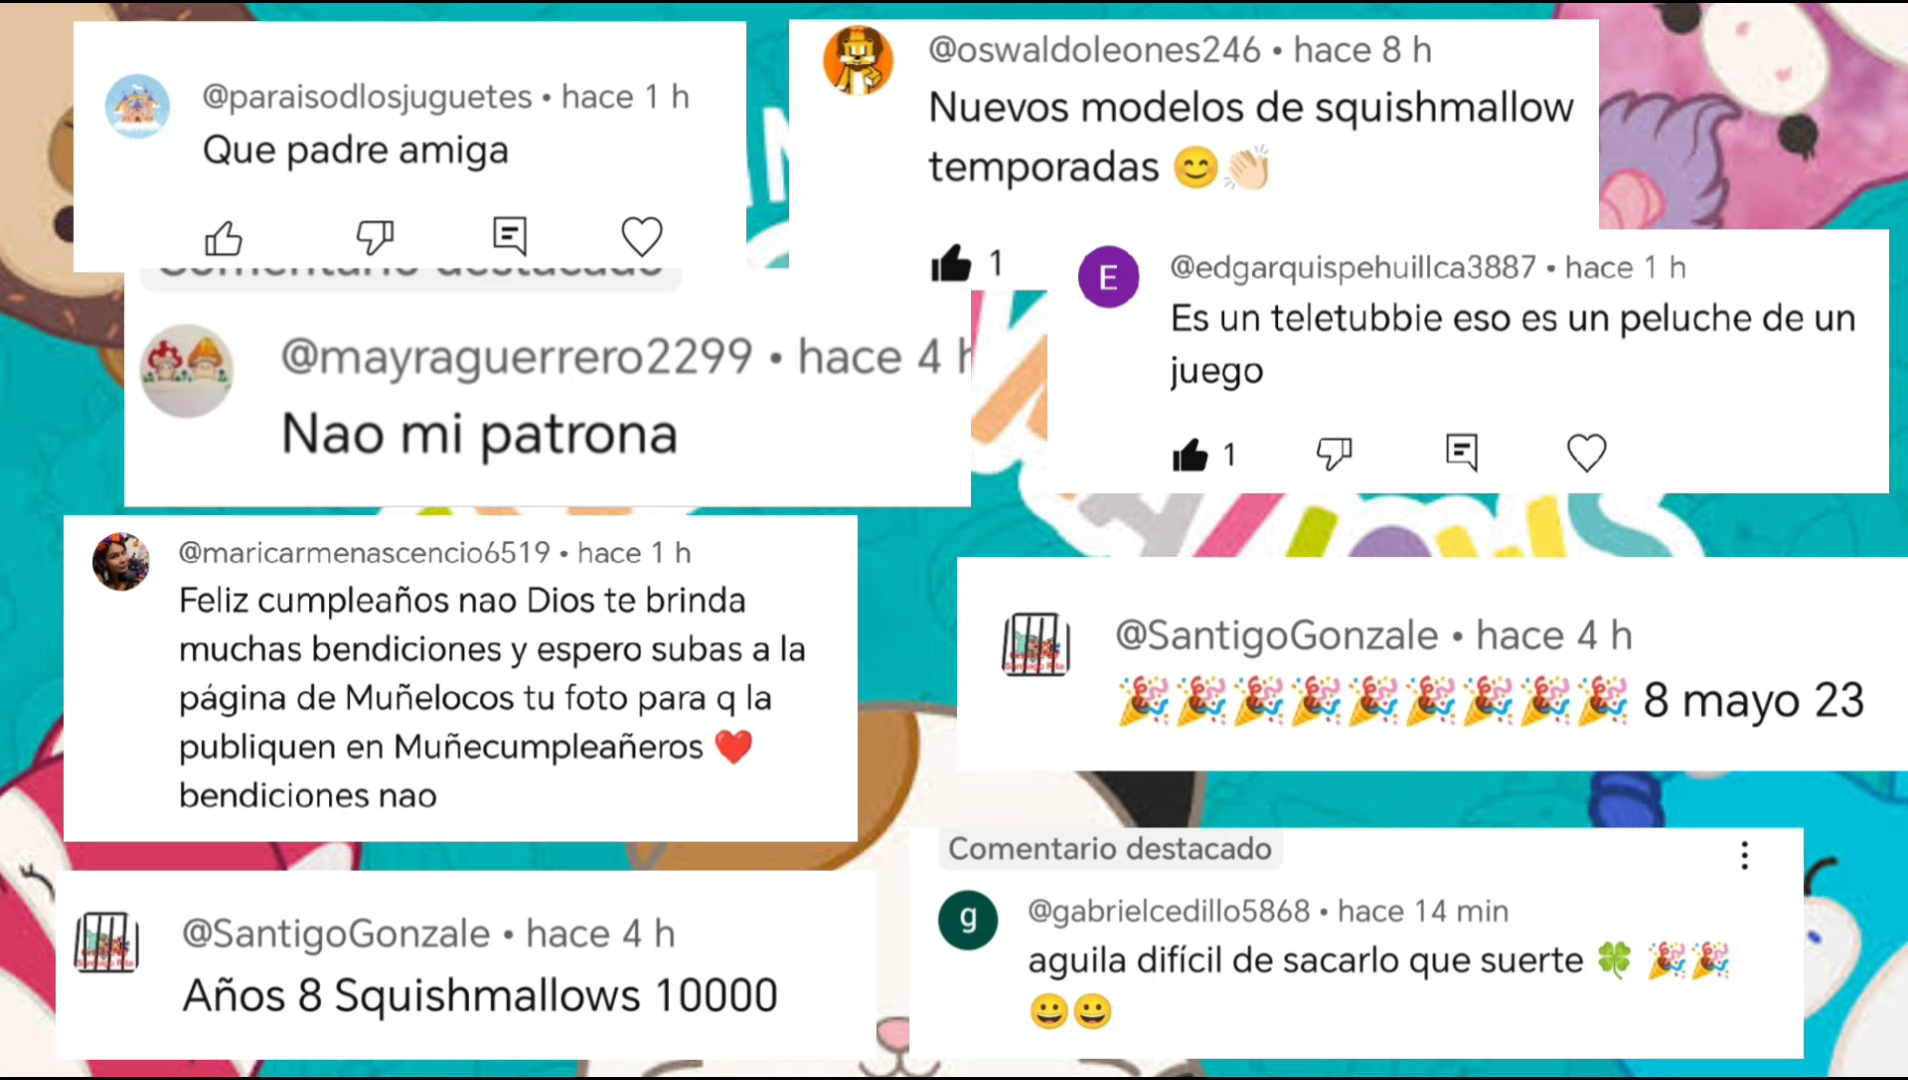 @paraisodlosjuguetes • hace 1 h
Que padre amiga
@oswaldoleones246 • hace 8 h
Nuevos modelos de squishmallow
temporadas 😊👏🏻
1
Comentario destacado
@mayraguerrero2299 • hace 4 h
Nao mi patrona
E
@edgarquispehuillca3887 • hace 1 h
Es un teletubbie eso es un peluche de un
juego
1
@maricarmenascencio6519 • hace 1 h
Feliz cumpleaños nao Dios te brinda
muchas bendiciones y espero subas a la
página de Muñelocos tu foto para q la
publiquen en Muñecumpleañeros ❤️
bendiciones nao
@SantigoGonzale • hace 4 h
🎉🎉🎉🎉🎉🎉🎉🎉🎉 8 mayo 23
@SantigoGonzale • hace 4 h
Años 8 Squishmallows 10000
Comentario destacado
g
@gabrielcedillo5868 • hace 14 min
aguila difícil de sacarlo que suerte 🍀 🎉🎉
😀😀